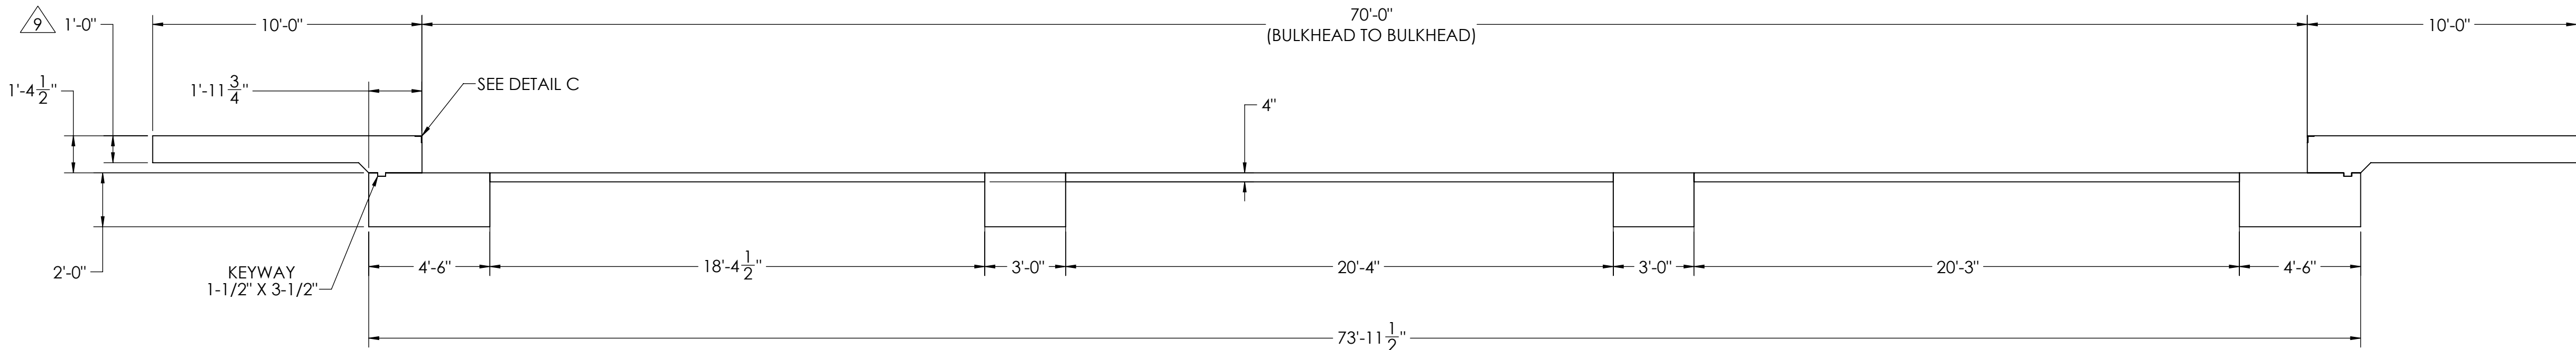 9 1'-0" 10'-0" 70'-0" 10'-0"
(BULKHEAD TO BULKHEAD)
1'-4 1/2" 1'-11 3/4" SEE DETAIL C
4"
2'-0" 4'-6" 18'-4 1/2" 3'-0" 20'-4" 3'-0" 20'-3" 4'-6"
KEYWAY
1-1/2" X 3-1/2"
73'-11 1/2"